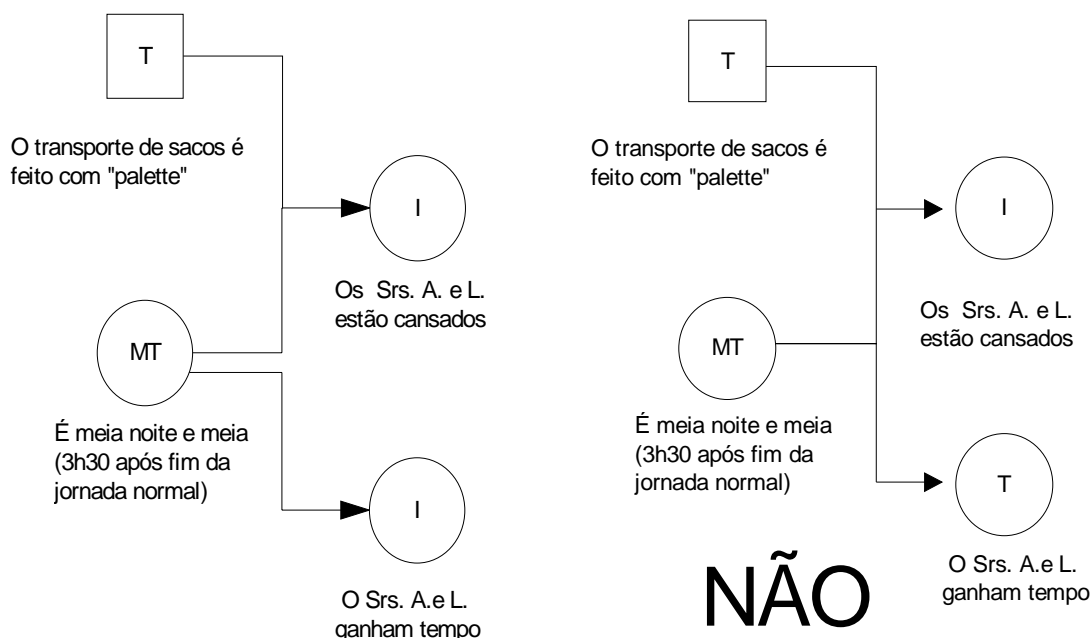 T
O transporte de sacos é
feito com "palette"
I
Os Srs. A. e L.
estão cansados
MT
É meia noite e meia
(3h30 após fim da
jornada normal)
I
O Srs. A.e L.
ganham tempo
T
O transporte de sacos é
feito com "palette"
I
Os Srs. A. e L.
estão cansados
MT
É meia noite e meia
(3h30 após fim da
jornada normal)
T
O Srs. A.e L.
ganham tempo
NÃO